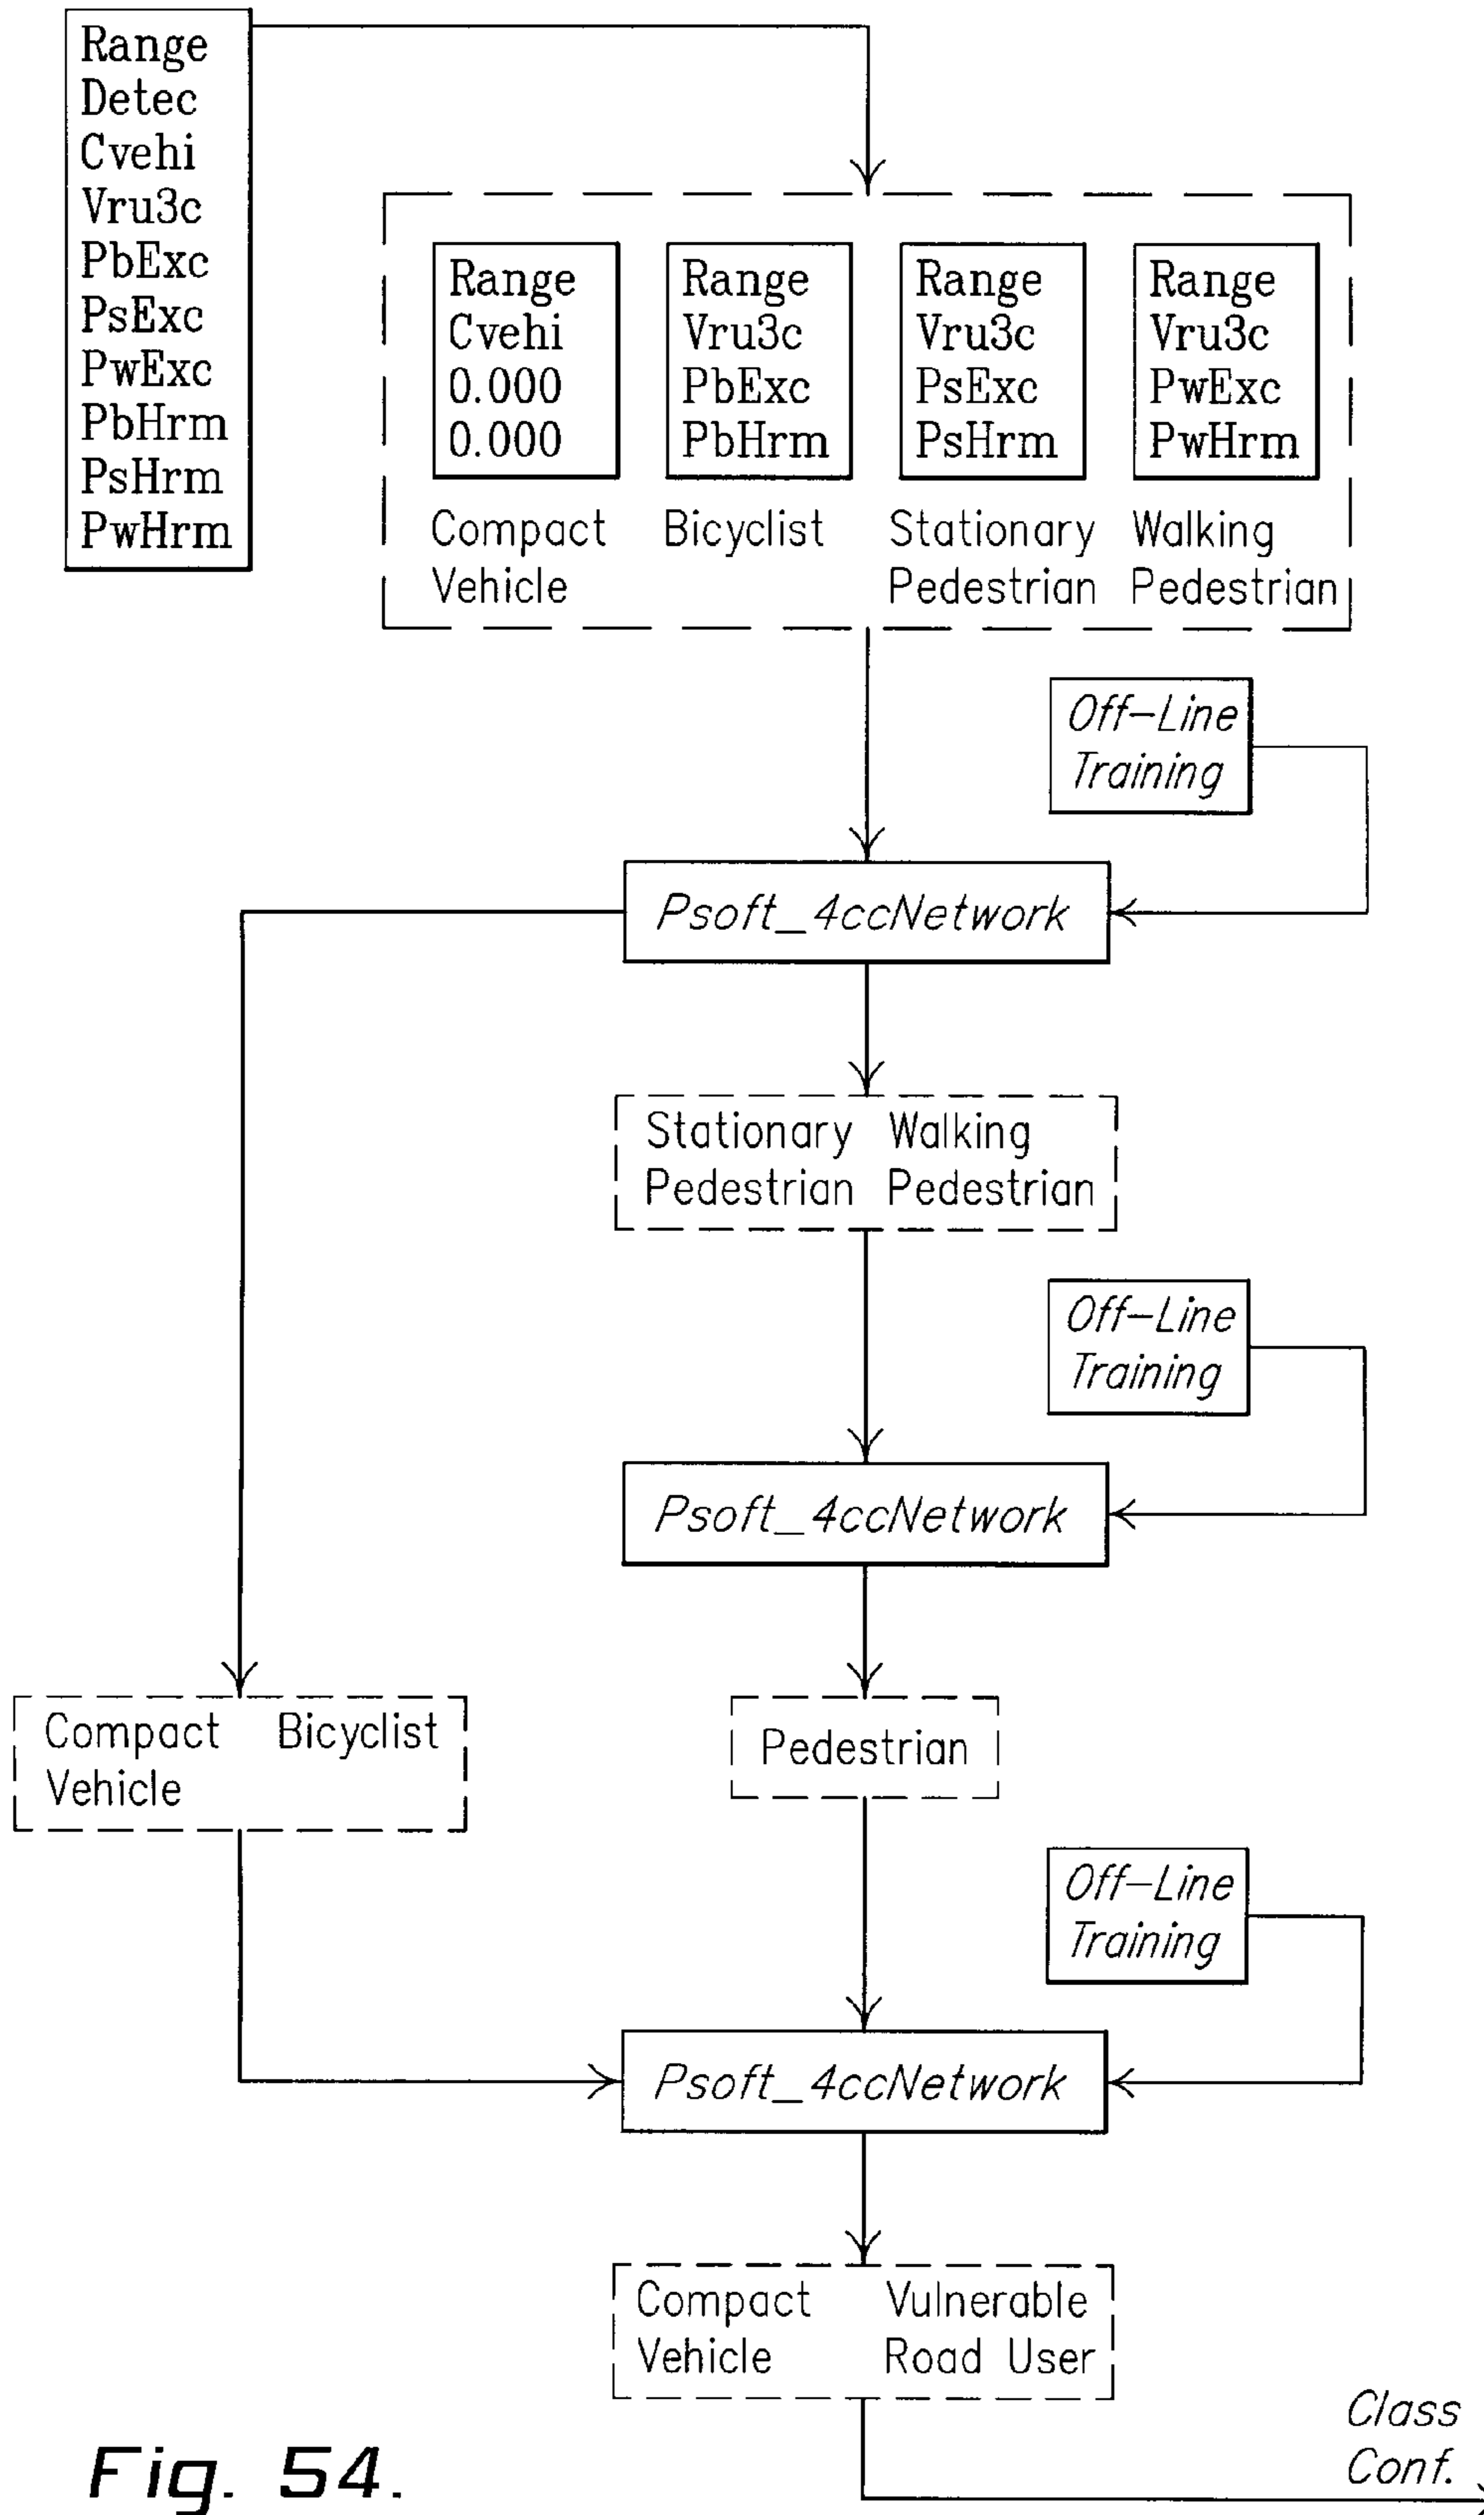 Range
Detec
Cvehi
Vru3c
PbExc
PsExc
PwExc
PbHrm
PsHrm
PwHrm
Range
Cvehi
0.000
0.000
Compact
Vehicle
Range
Vru3c
PbExc
PbHrm
Bicyclist
Range
Vru3c
PsExc
PsHrm
Stationary
Pedestrian
Range
Vru3c
PwExc
PwHrm
Walking
Pedestrian
Off-Line
Training
Psoft_4ccNetwork
Stationary
Pedestrian
Walking
Pedestrian
Off-Line
Training
Psoft_4ccNetwork
Compact
Vehicle
Bicyclist
Pedestrian
Off-Line
Training
Psoft_4ccNetwork
Compact
Vehicle
Vulnerable
Road User
Class
Conf.
Fig. 54.